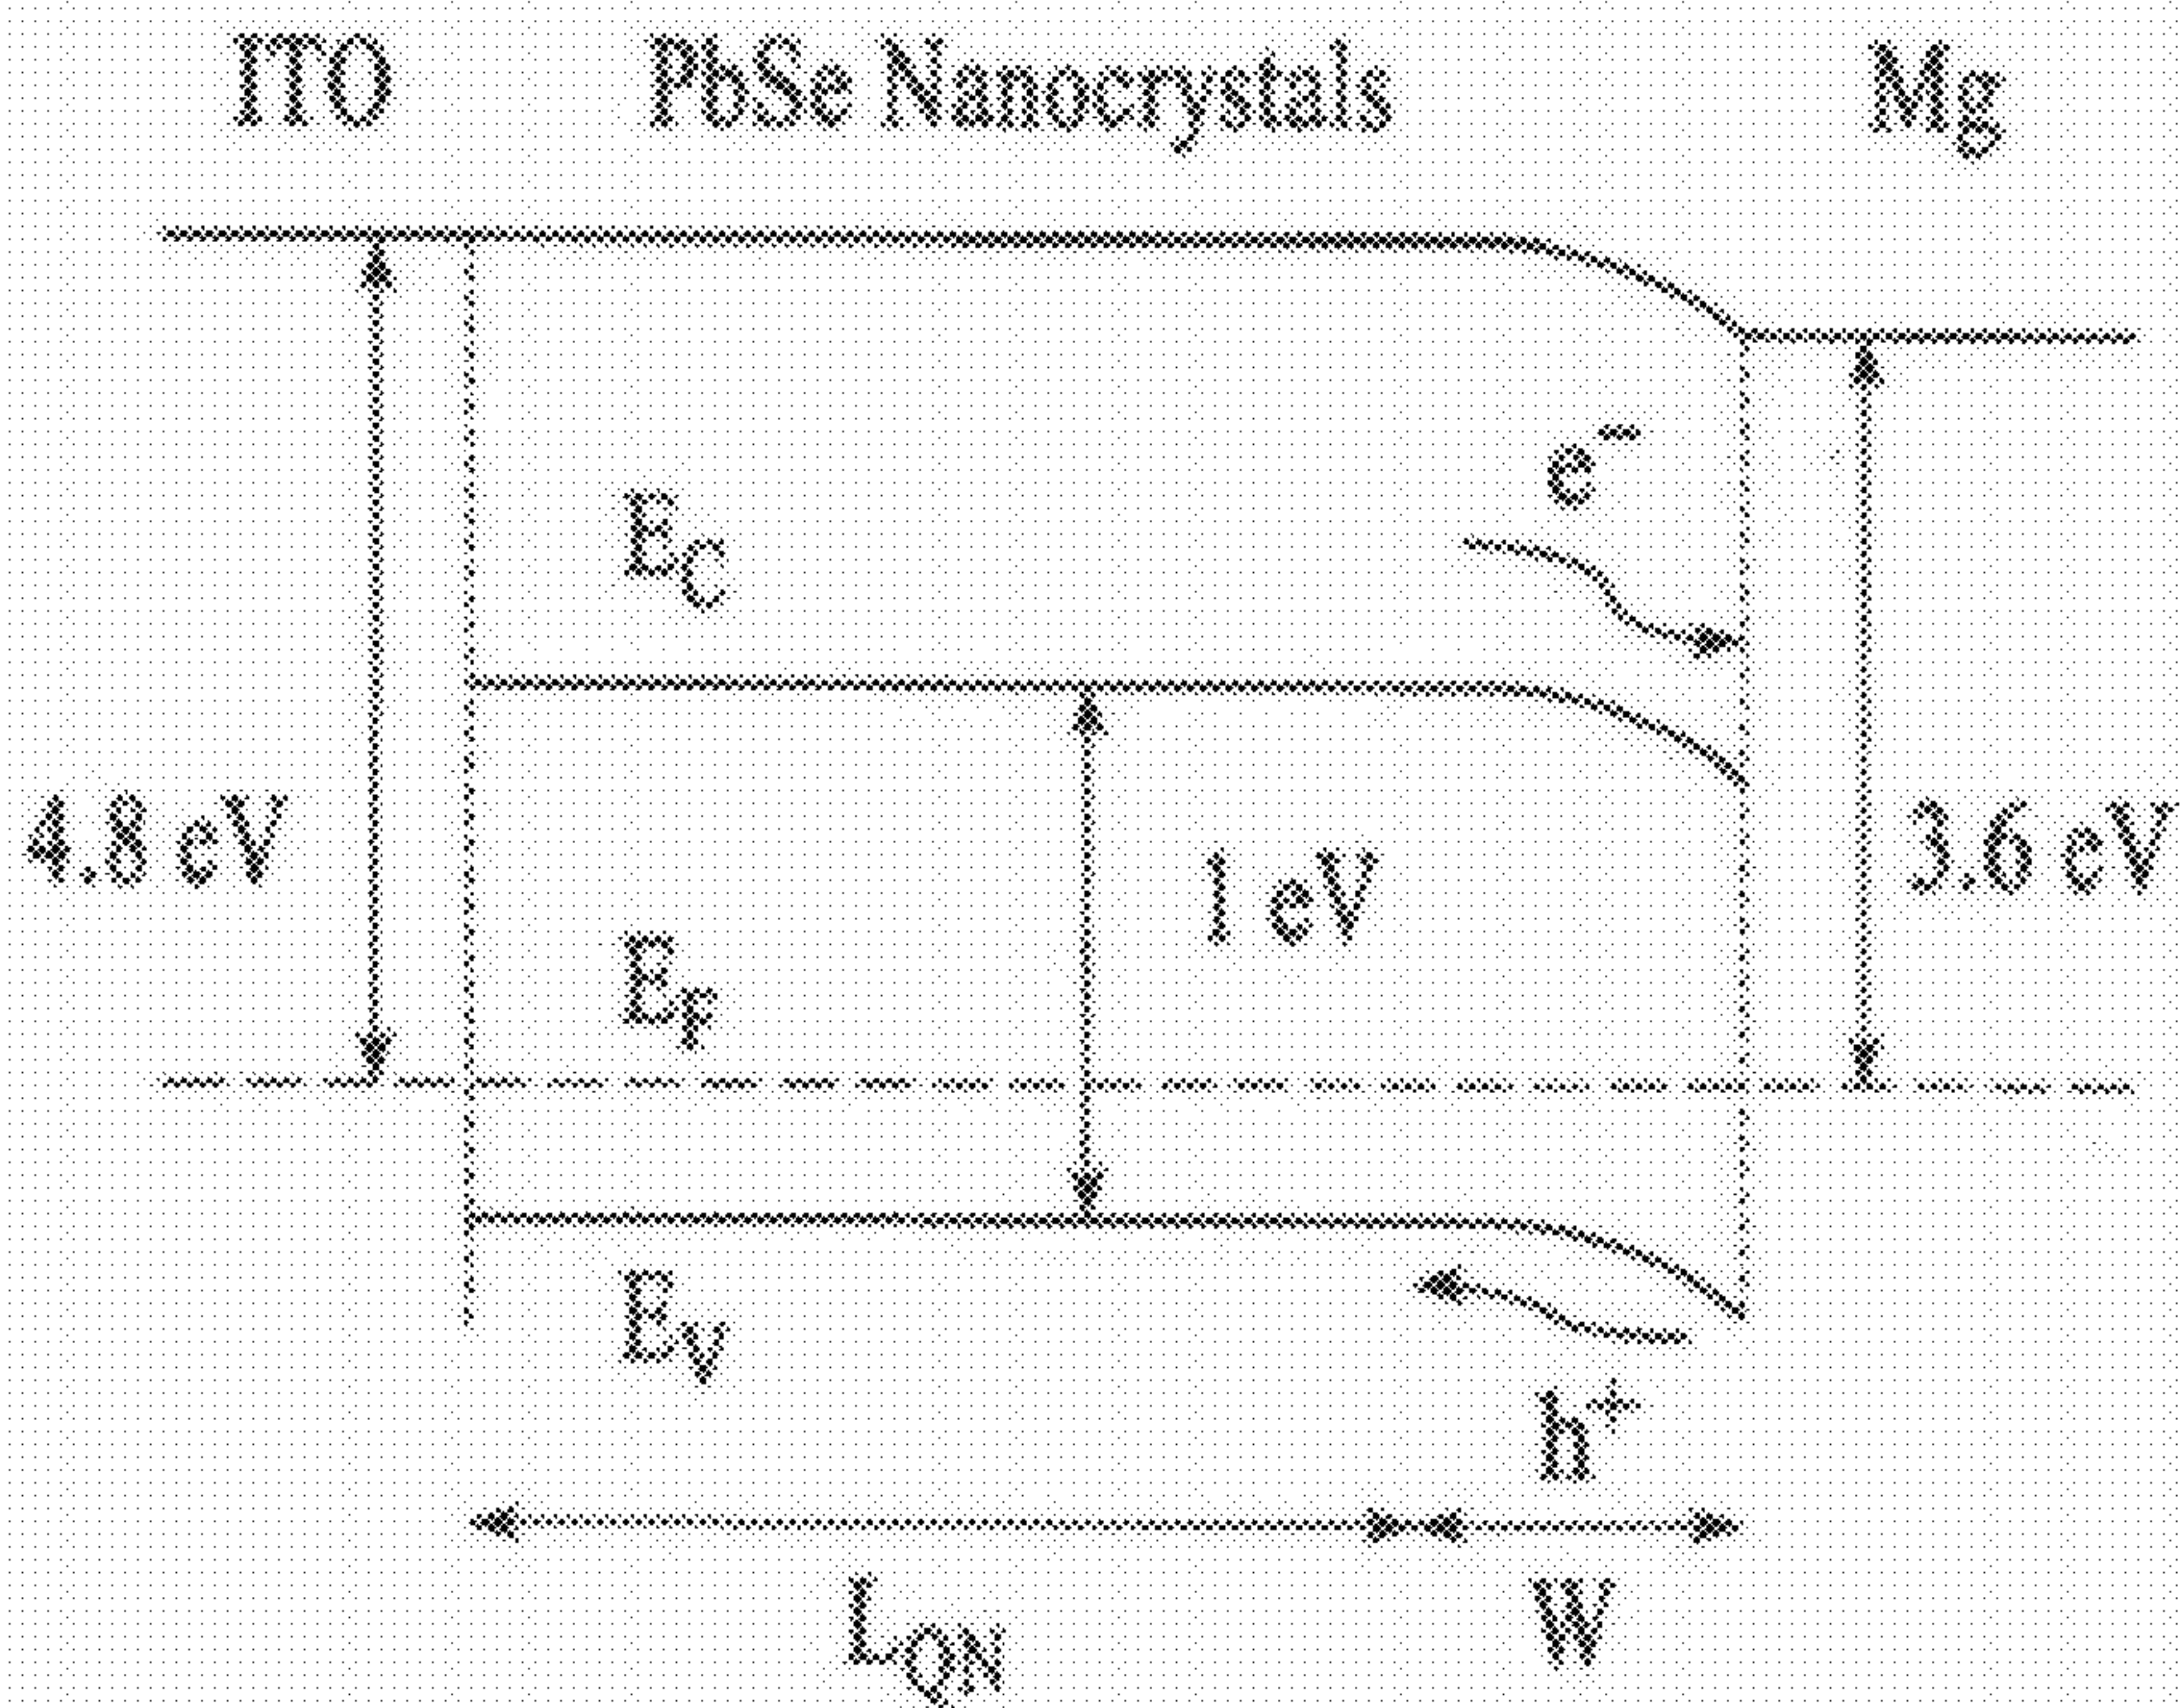 ITO PbSe Nanocrystals Mg
e⁻
E_C
4.8 eV 1 eV 3.6 eV
E_F
E_V
h⁺
L_QN W